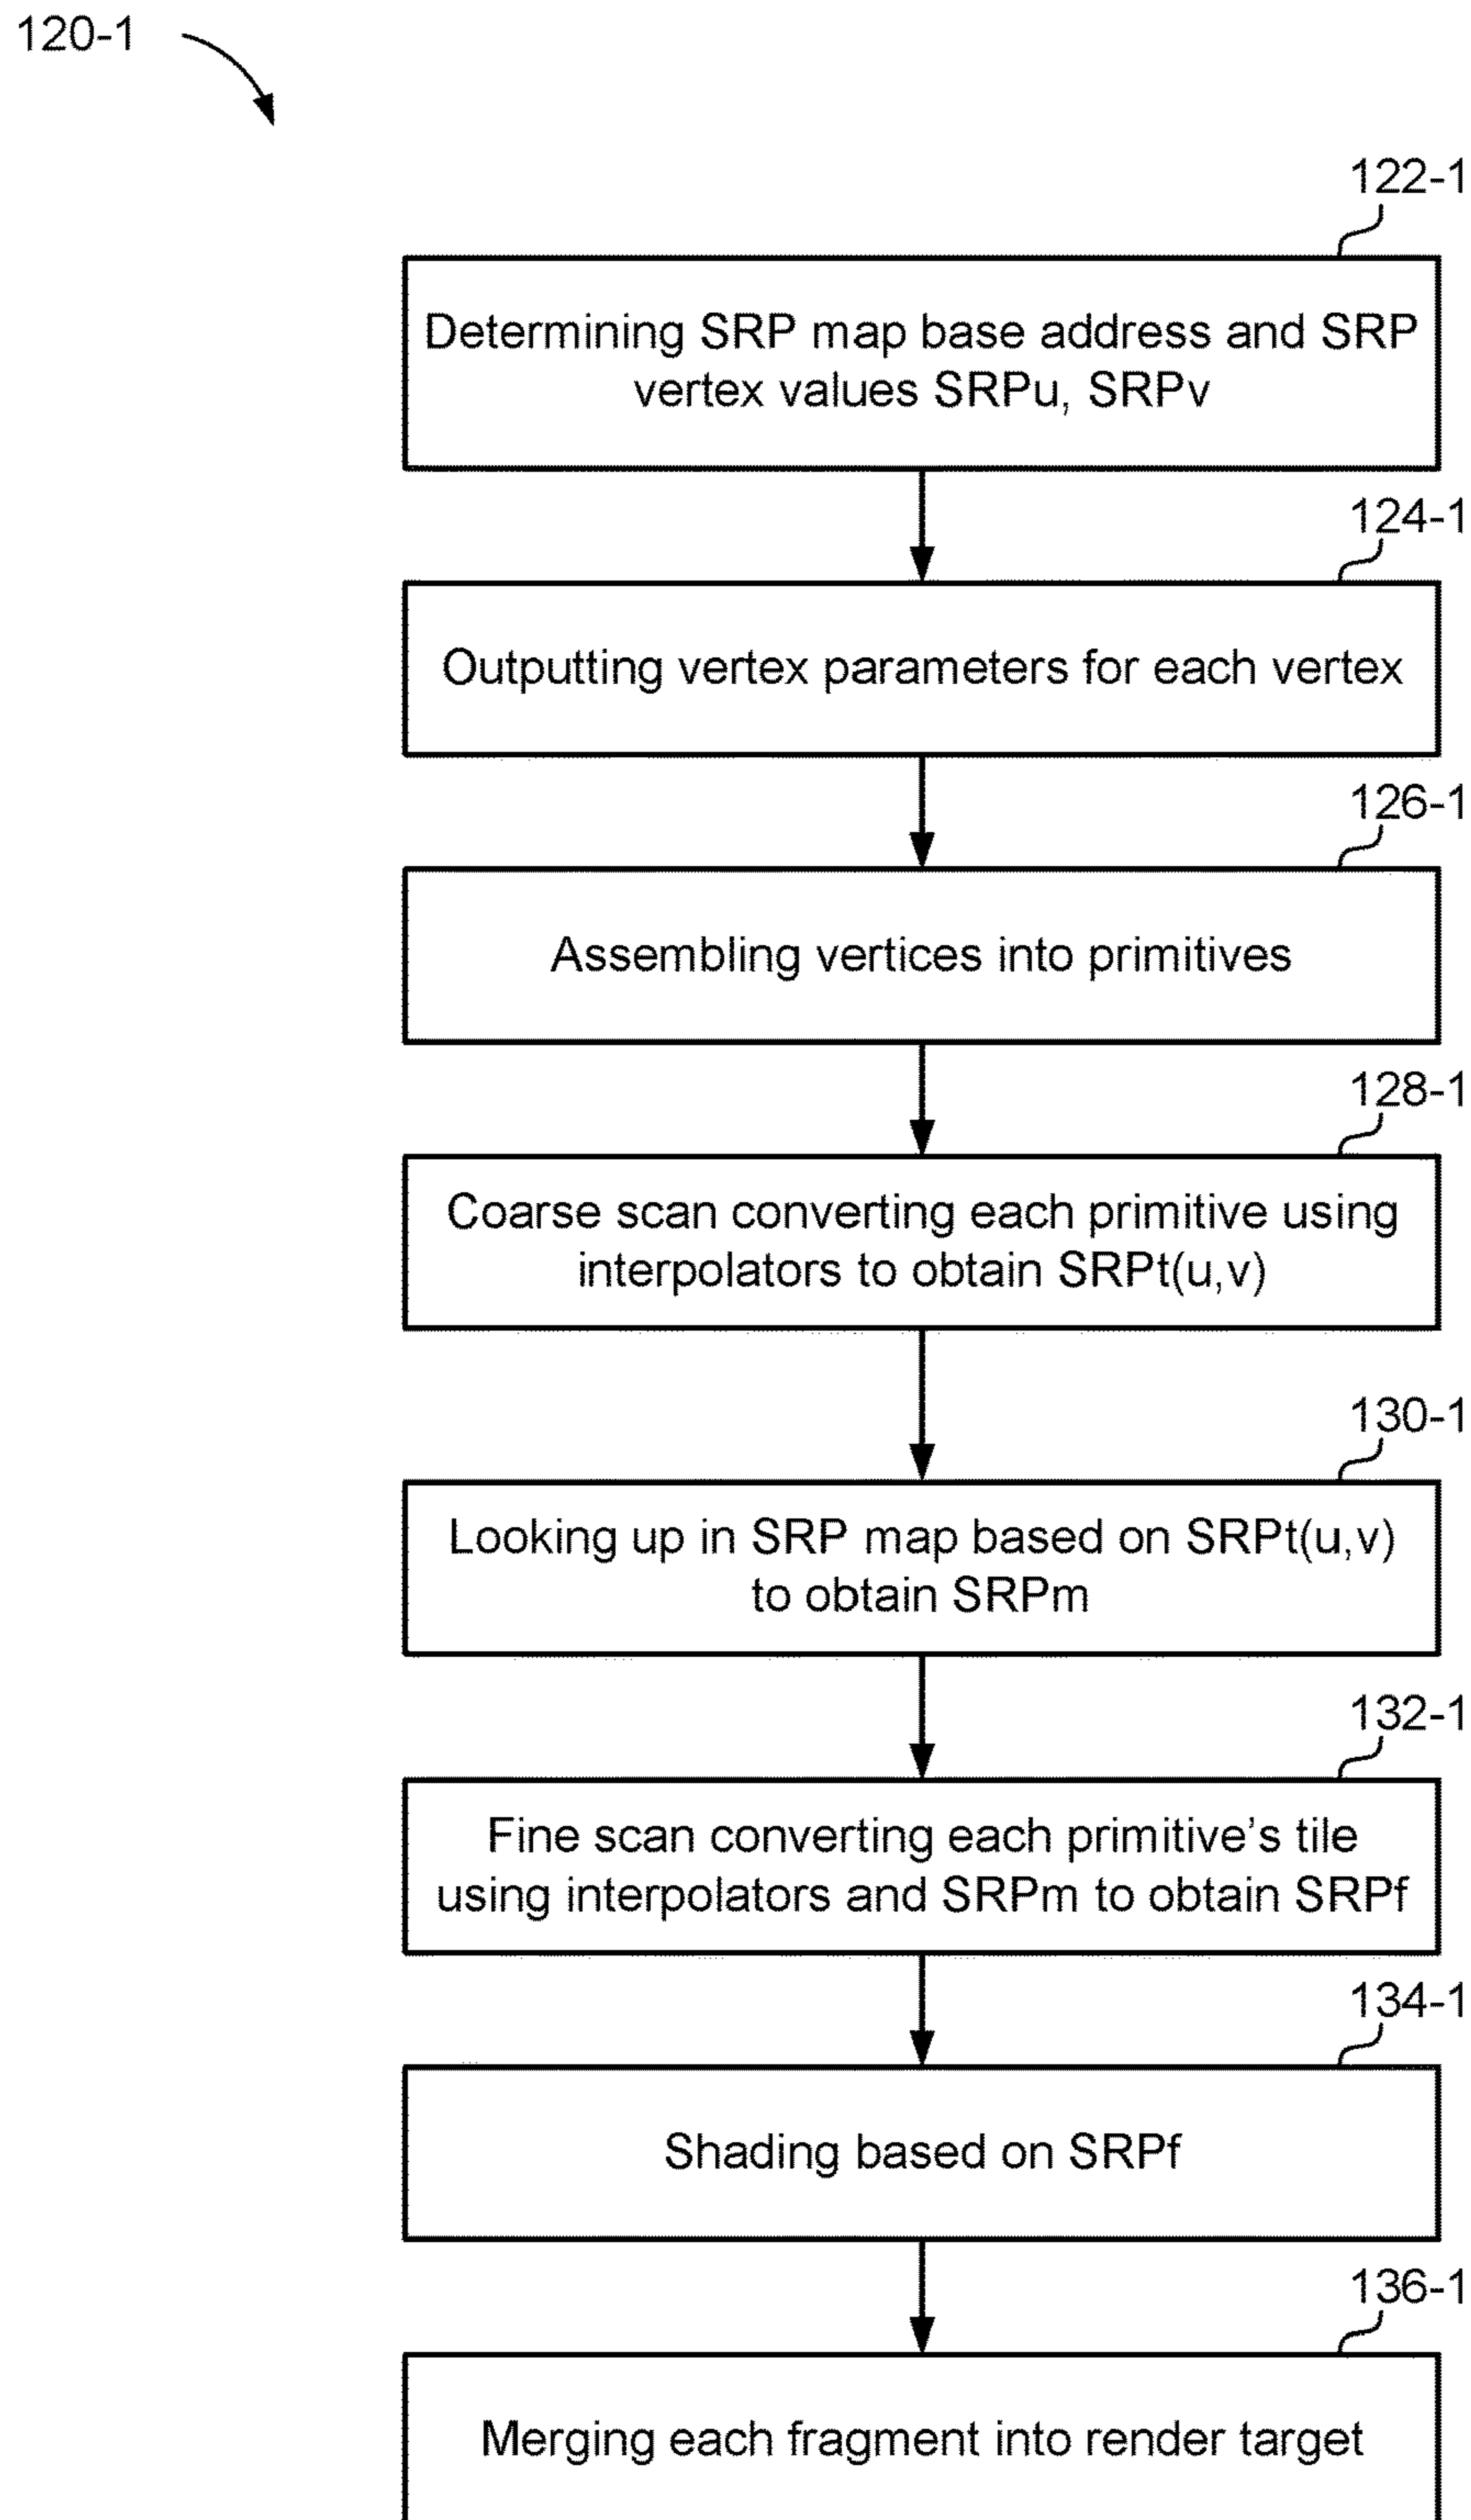 120-1
122-1
Determining SRP map base address and SRP
vertex values SRPu, SRPv
124-1
Outputting vertex parameters for each vertex
126-1
Assembling vertices into primitives
128-1
Coarse scan converting each primitive using
interpolators to obtain SRPt(u,v)
130-1
Looking up in SRP map based on SRPt(u,v)
to obtain SRPm
132-1
Fine scan converting each primitive’s tile
using interpolators and SRPm to obtain SRPf
134-1
Shading based on SRPf
136-1
Merging each fragment into render target